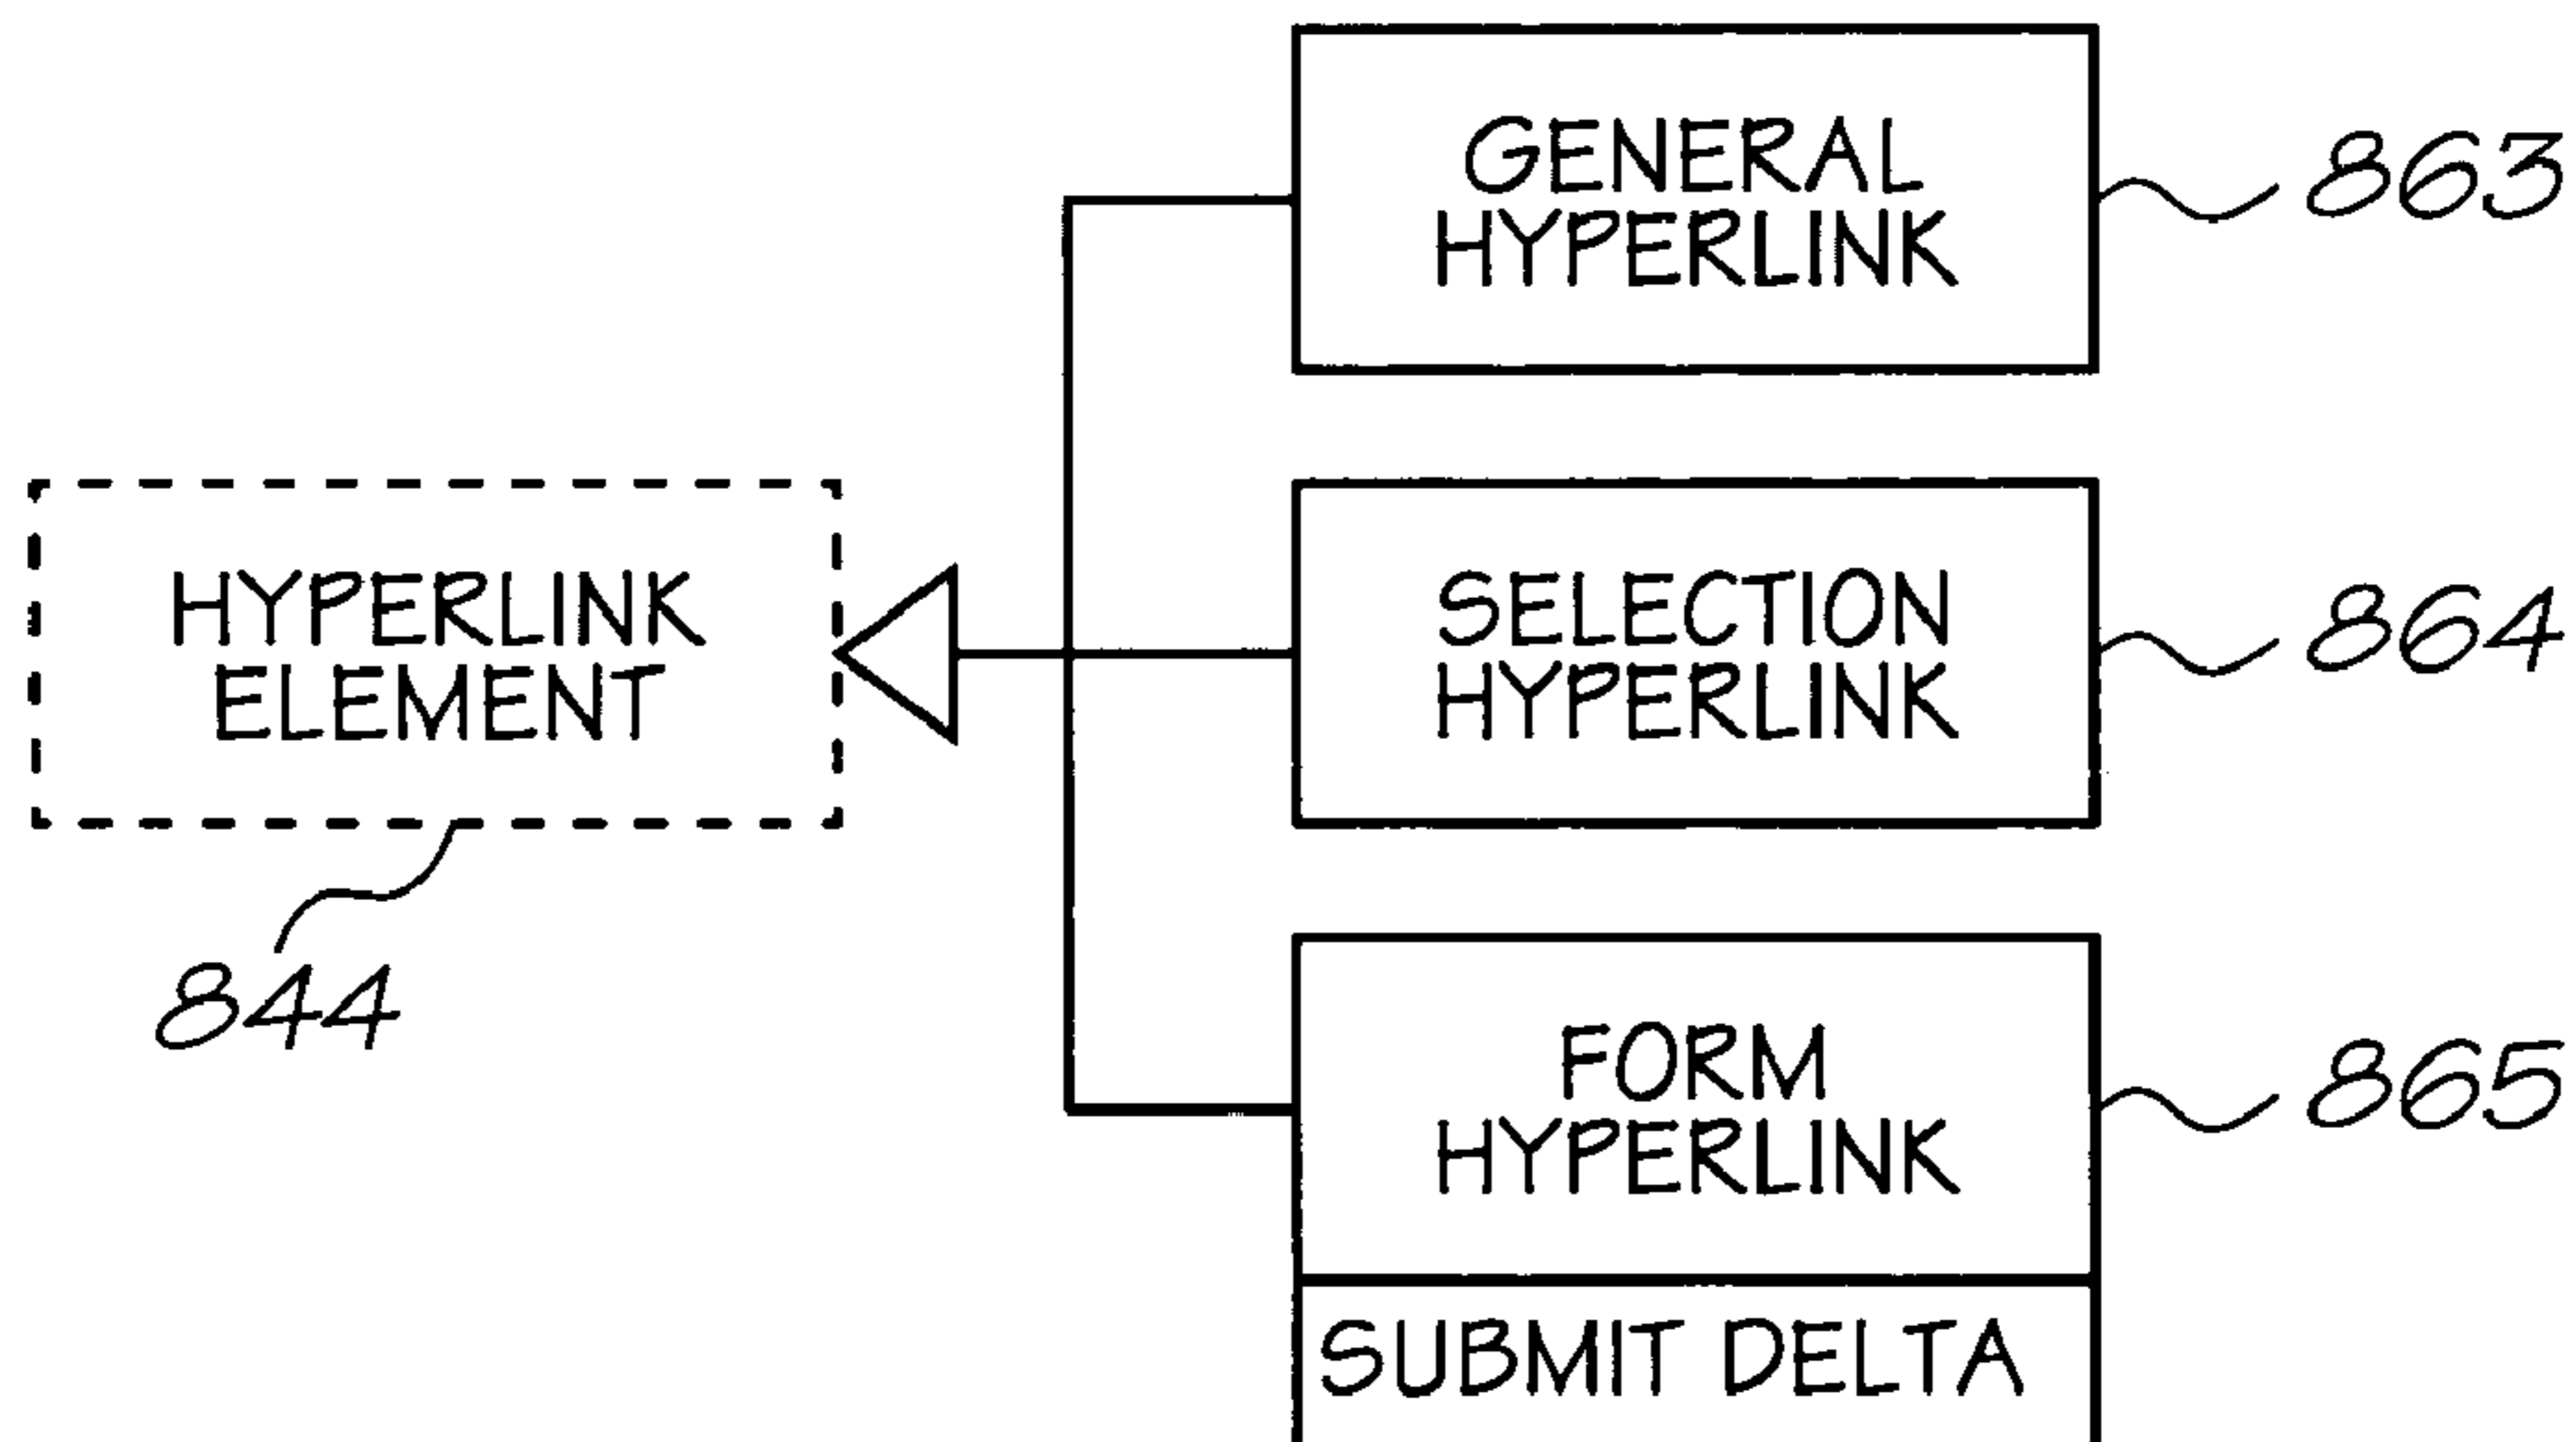 GENERAL
HYPERLINK
863
HYPERLINK
ELEMENT
844
SELECTION
HYPERLINK
864
FORM
HYPERLINK
865
SUBMIT DELTA